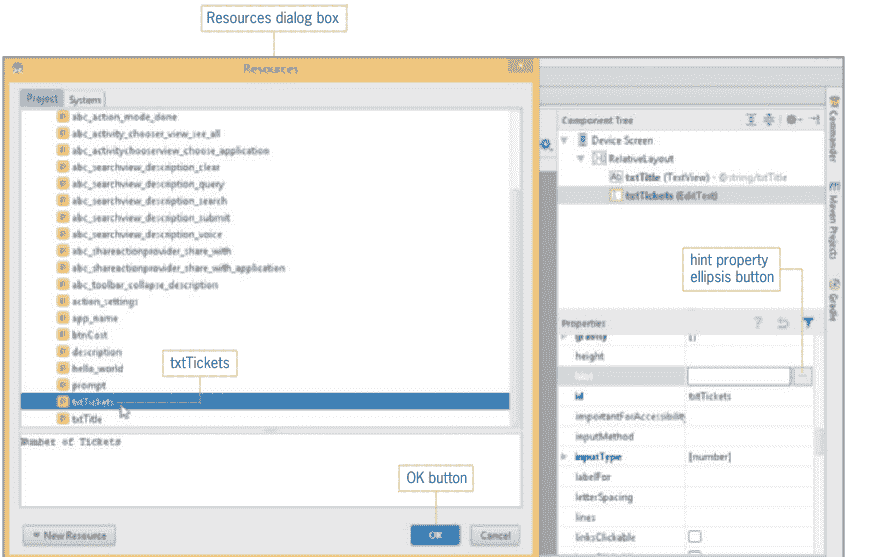 Resources dialog box
Resources
Project
System
abc_action_mode_done
abc_activity_chooser_view_see_all
abc_activitychooserview_choose_application
abc_searchview_description_clear
abc_searchview_description_query
abc_searchview_description_search
abc_searchview_description_submit
abc_searchview_description_voice
abc_shareactionprovider_share_with
abc_shareactionprovider_share_with_application
abc_toolbar_collapse_description
action_settings
app_name
btnCost
description
hello_world
prompt
txtTickets
txtTitle
txtTickets
Number of Tickets
OK button
New Resource
OK
Cancel
Component Tree
Device Screen
RelativeLayout
Ab txtTitle (TextView) - @string/txtTitle
txtTickets (EditText)
hint property
ellipsis button
Properties
gravity []
height
hint
id txtTickets
importantForAccessibility
inputMethod
inputType [number]
labelFor
letterSpacing
lines
linksClickable
Commander
Maven Projects
Gradle